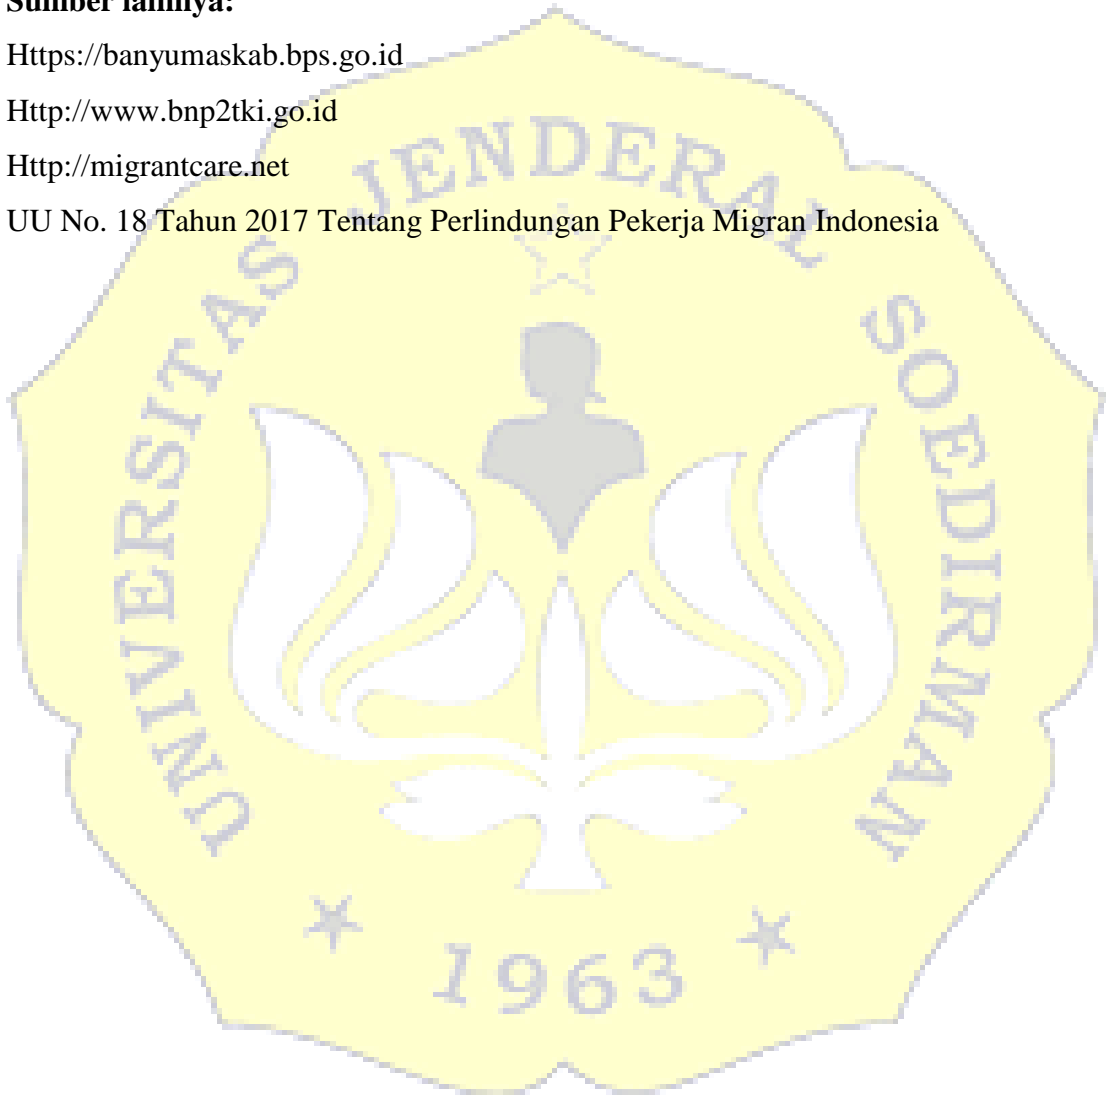 Sumber lainnya:
Https://banyumaskab.bps.go.id
Http://www.bnp2tki.go.id
Http://migrantcare.net
UU No. 18 Tahun 2017 Tentang Perlindungan Pekerja Migran Indonesia
UNIVERSITAS JENDERAL SOEDIRMAN
1963